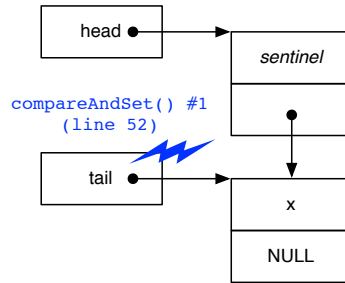 head
sentinel
compareAndSet() #1
(line 52)
tail
x
NULL